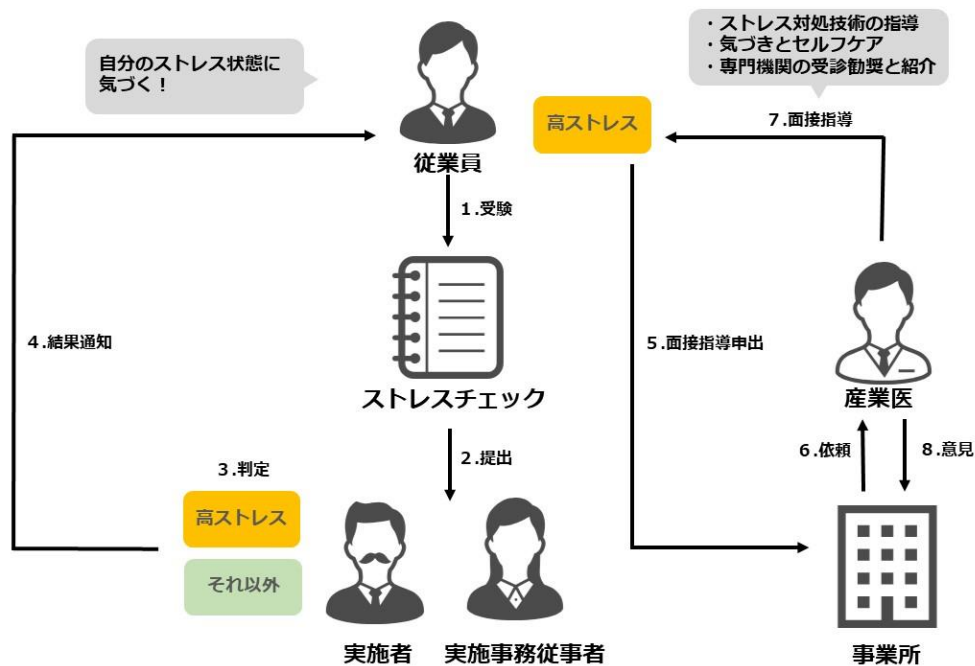 自分のストレス状態に
気づく！
・ストレス対処技術の指導
・気づきとセルフケア
・専門機関の受診勧奨と紹介
高ストレス
7.面接指導
従業員
1.受験
4.結果通知
5.面接指導申出
ストレスチェック
産業医
2.提出
6.依頼
8.意見
3.判定
高ストレス
それ以外
実施者
実施事務従事者
事業所